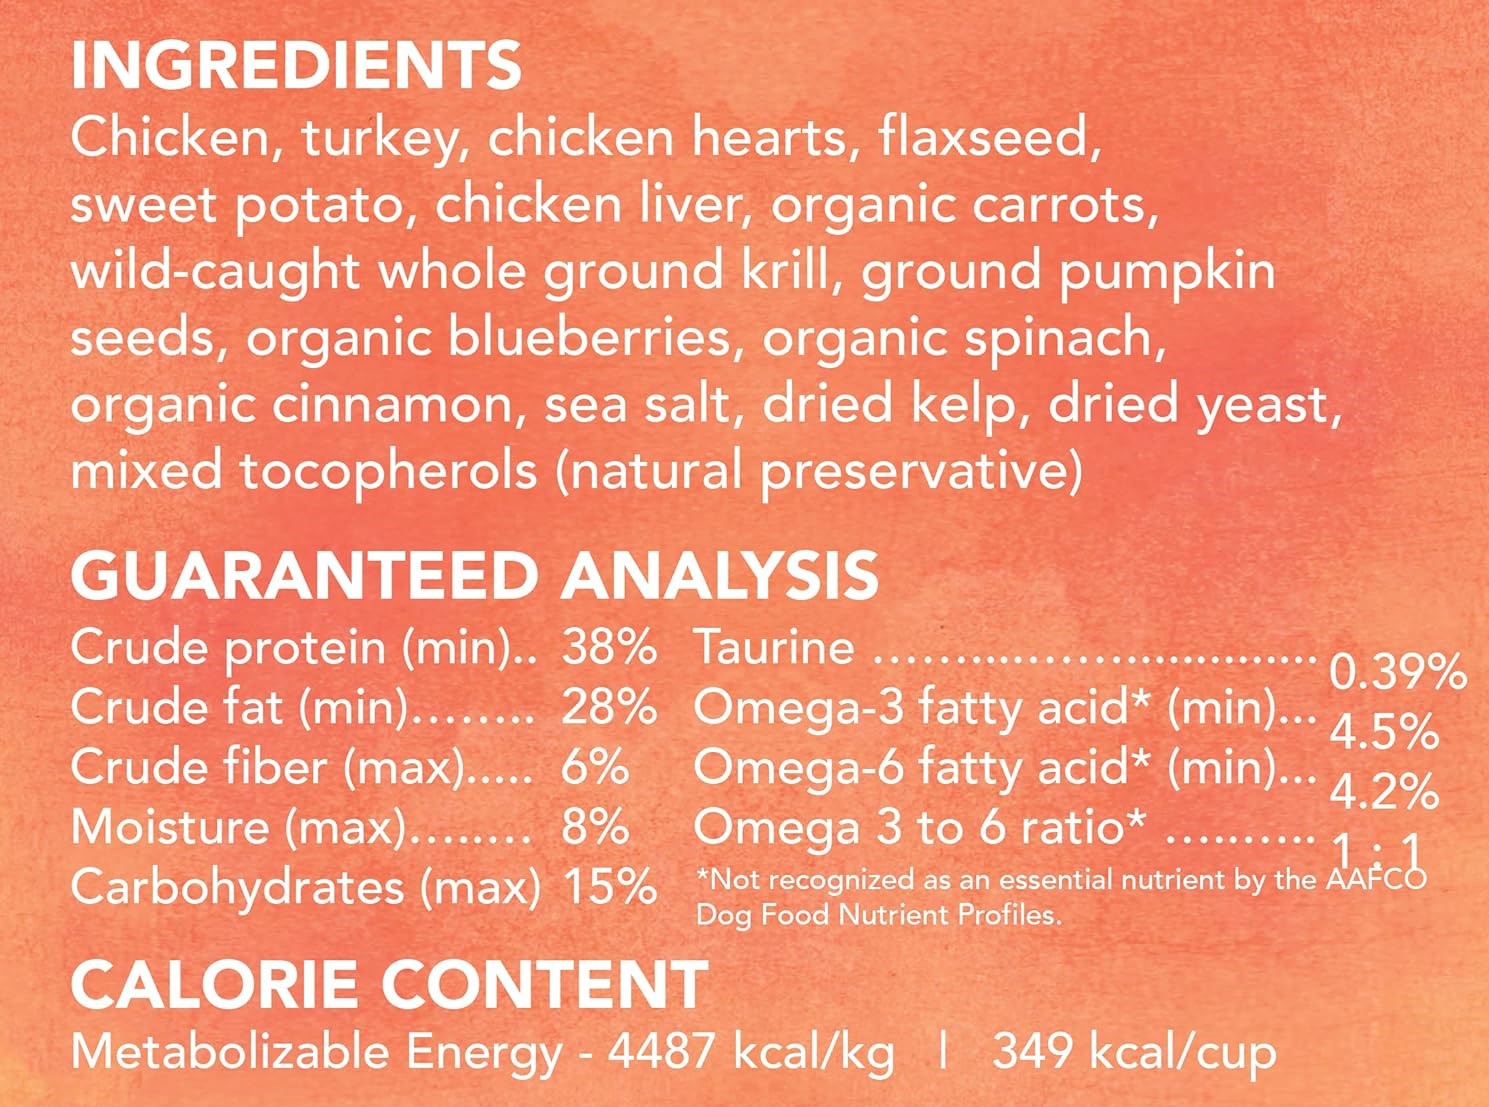 INGREDIENTS
Chicken, turkey, chicken hearts, flaxseed,
sweet potato, chicken liver, organic carrots,
wild-caught whole ground krill, ground pumpkin
seeds, organic blueberries, organic spinach,
organic cinnamon, sea salt, dried kelp, dried yeast,
mixed tocopherols (natural preservative)
GUARANTEED ANALYSIS
Crude protein (min).. 38%
Crude fat (min)........ 28%
Crude fiber (max)..... 6%
Moisture (max)......... 8%
Carbohydrates (max) 15%
Taurine .................................. 0.39%
Omega-3 fatty acid* (min)... 4.5%
Omega-6 fatty acid* (min)... 4.2%
Omega 3 to 6 ratio* ........... 1 : 1
*Not recognized as an essential nutrient by the AAFCO
Dog Food Nutrient Profiles.
CALORIE CONTENT
Metabolizable Energy - 4487 kcal/kg | 349 kcal/cup